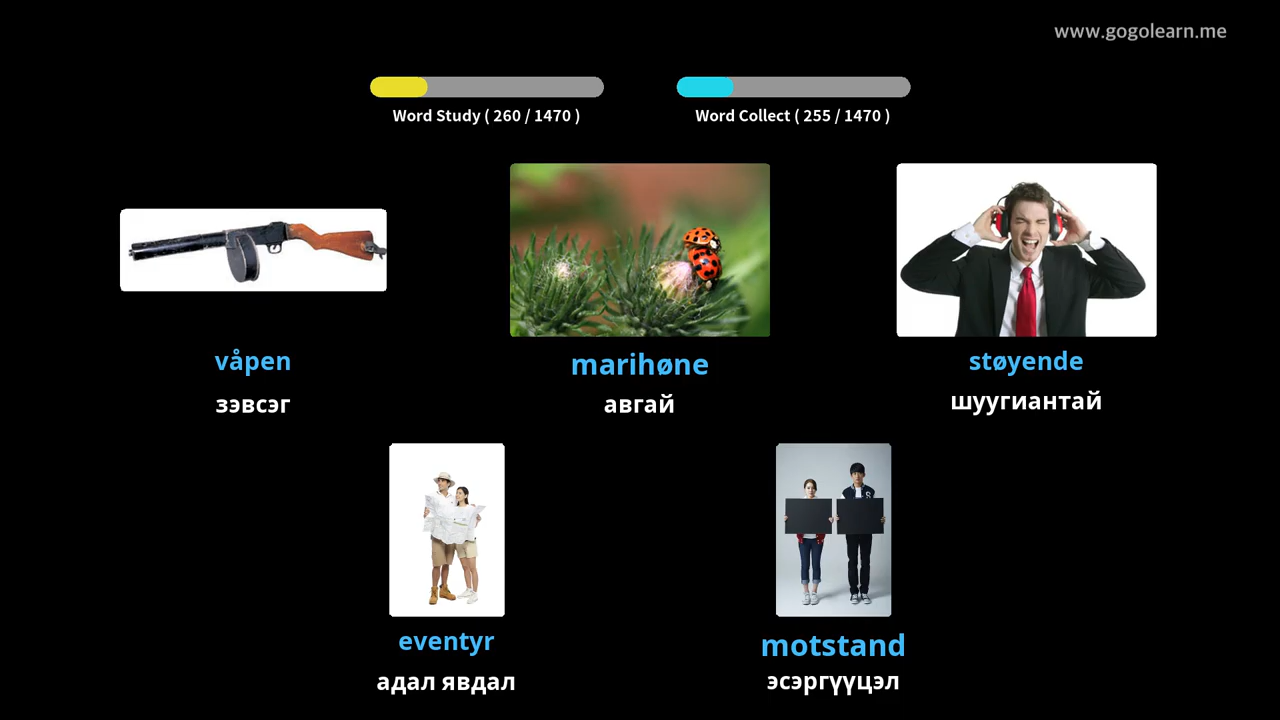 www.gogolearn.me
Word Study ( 260 / 1470 )
Word Collect ( 255 / 1470 )
våpen
зэвсэг
marihøne
авгай
støyende
шуугиантай
eventyr
адал явдал
motstand
эсэргүүцэл